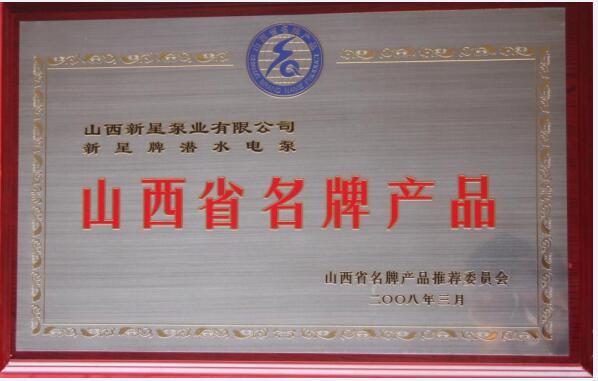 山西新星泵业有限公司
新星牌潜水电泵
山西省名牌产品
山西省名牌产品推荐委员会
二〇〇八年三月